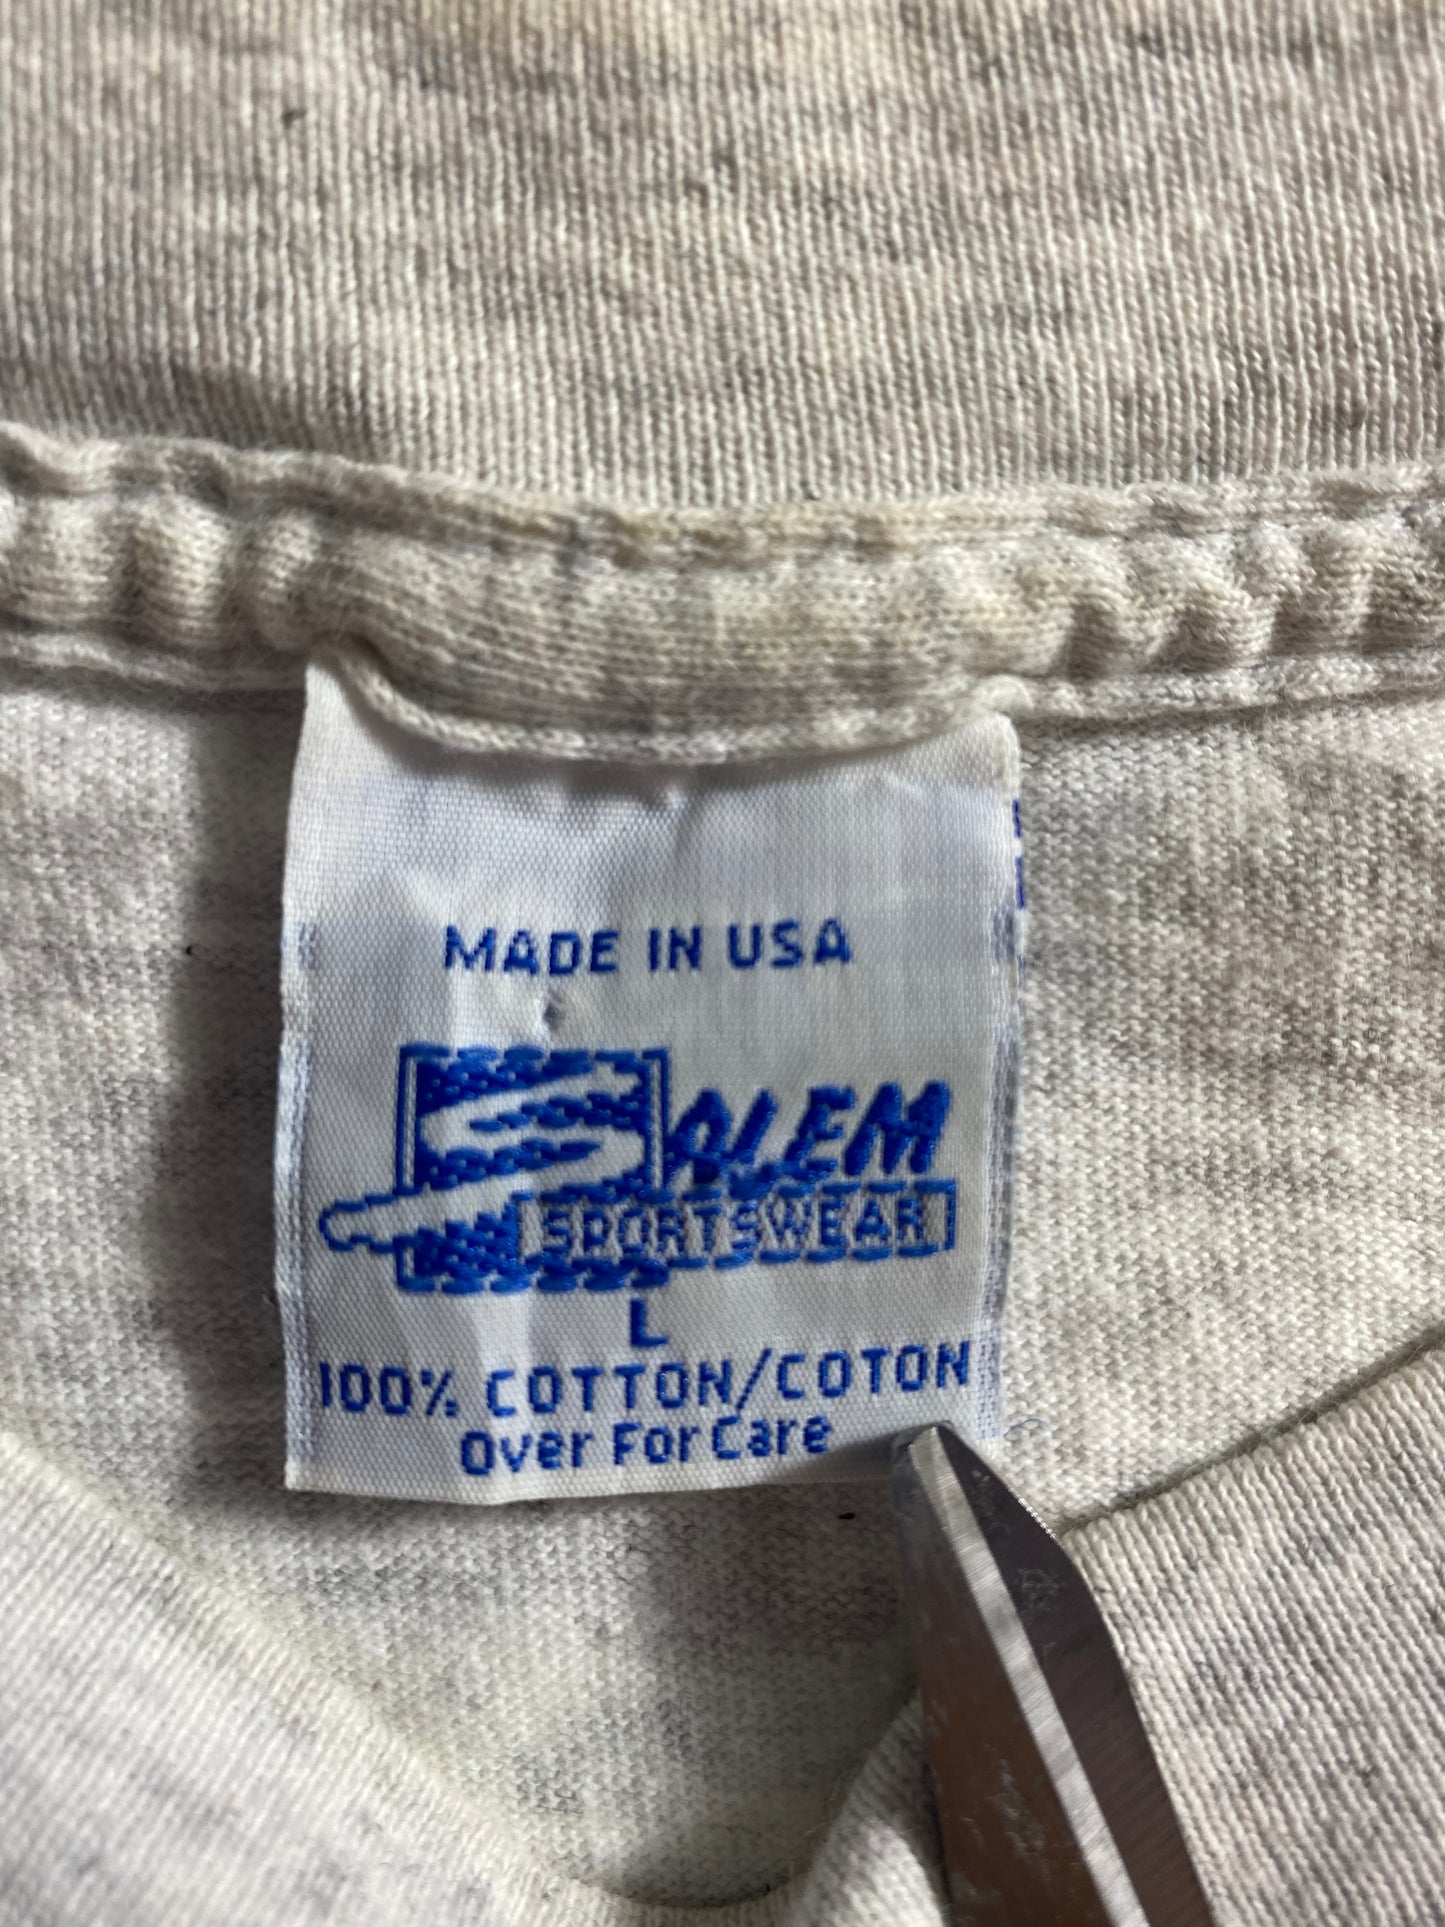 MADE IN USA
SALEM
SPORTSWEAR
L
100% COTTON/COTON
Over For Care